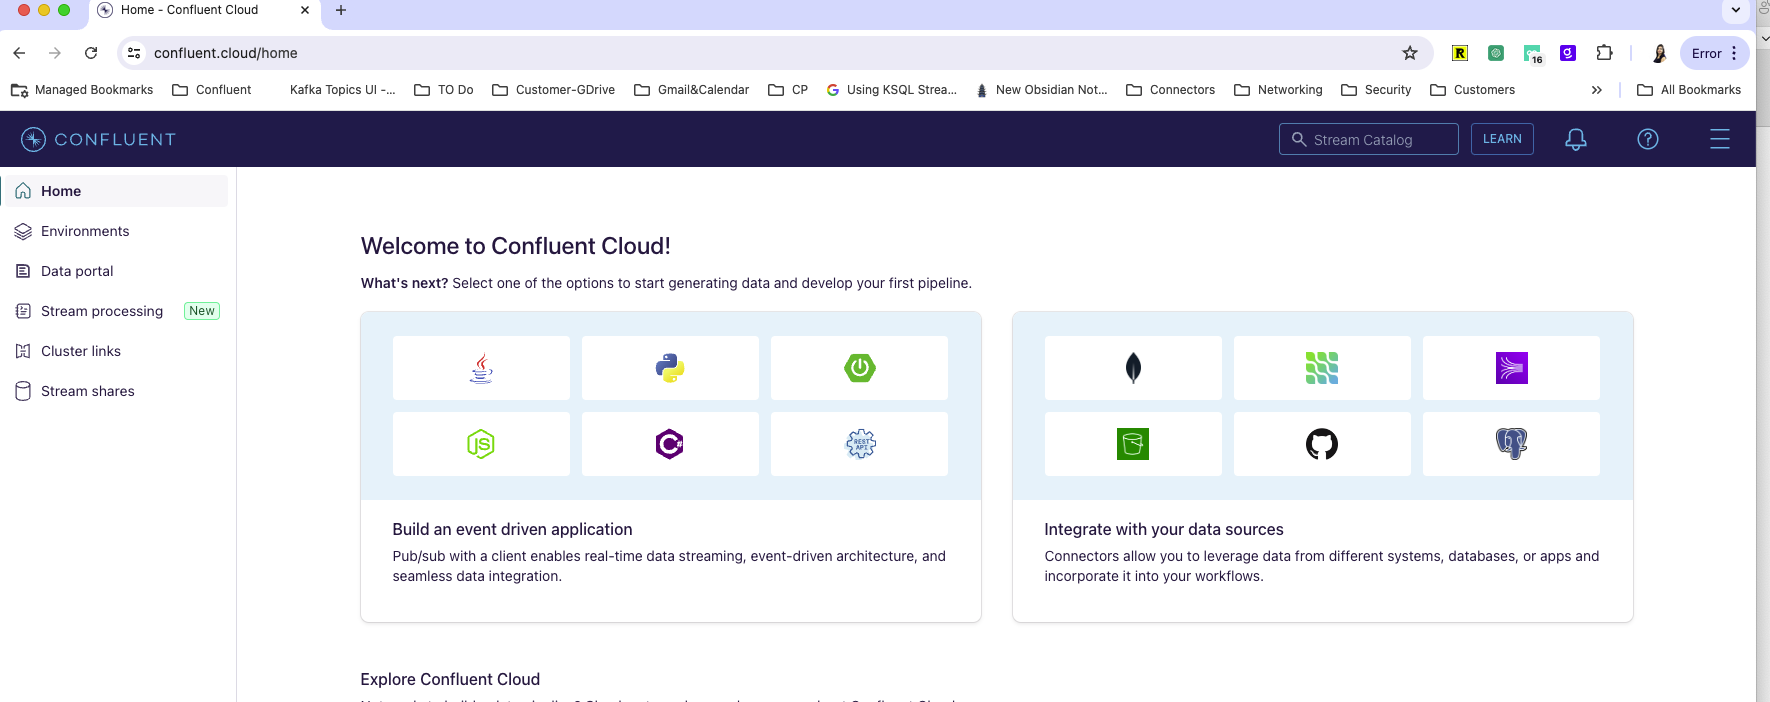 Home - Confluent Cloud
confluent.cloud/home
R
16
g
Error
Managed Bookmarks
Confluent
Kafka Topics UI -...
TO Do
Customer-GDrive
Gmail&Calendar
CP
Using KSQL Strea...
New Obsidian Not...
Connectors
Networking
Security
Customers
All Bookmarks
CONFLUENT
Stream Catalog
LEARN
Home
Environments
Data portal
Stream processing New
Cluster links
Stream shares
Welcome to Confluent Cloud!
What's next? Select one of the options to start generating data and develop your first pipeline.
JS
C#
REST
API
Build an event driven application
Pub/sub with a client enables real-time data streaming, event-driven architecture, and
seamless data integration.
Integrate with your data sources
Connectors allow you to leverage data from different systems, databases, or apps and
incorporate it into your workflows.
Explore Confluent Cloud